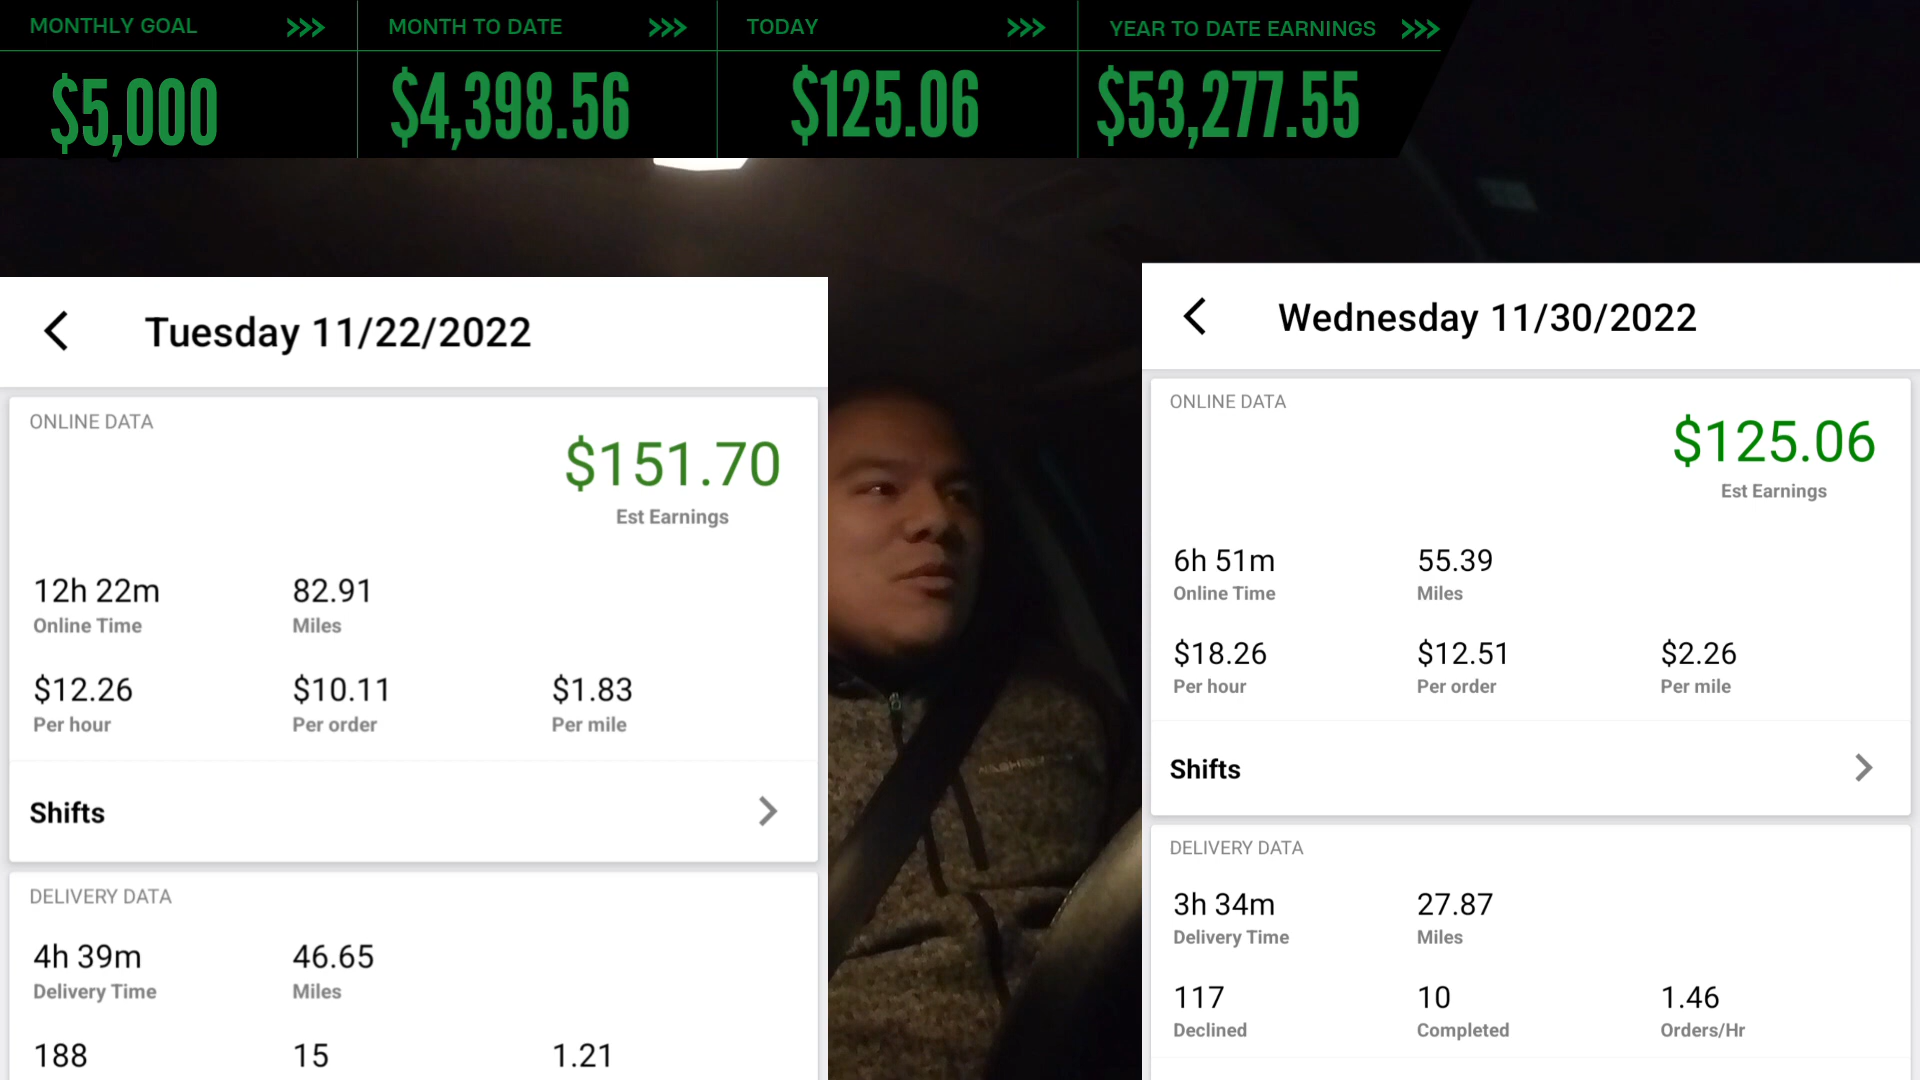 MONTHLY GOAL >>>
MONTH TO DATE >>>
TODAY >>>
YEAR TO DATE EARNINGS >>>
$5,000
$4,398.56
$125.06
$53,277.55
Tuesday 11/22/2022
ONLINE DATA
$151.70
Est Earnings
12h 22m 82.91
Online Time Miles
$12.26 $10.11 $1.83
Per hour Per order Per mile
Shifts
DELIVERY DATA
4h 39m 46.65
Delivery Time Miles
188 15 1.21
Wednesday 11/30/2022
ONLINE DATA
$125.06
Est Earnings
6h 51m 55.39
Online Time Miles
$18.26 $12.51 $2.26
Per hour Per order Per mile
Shifts
DELIVERY DATA
3h 34m 27.87
Delivery Time Miles
117 10 1.46
Declined Completed Orders/Hr